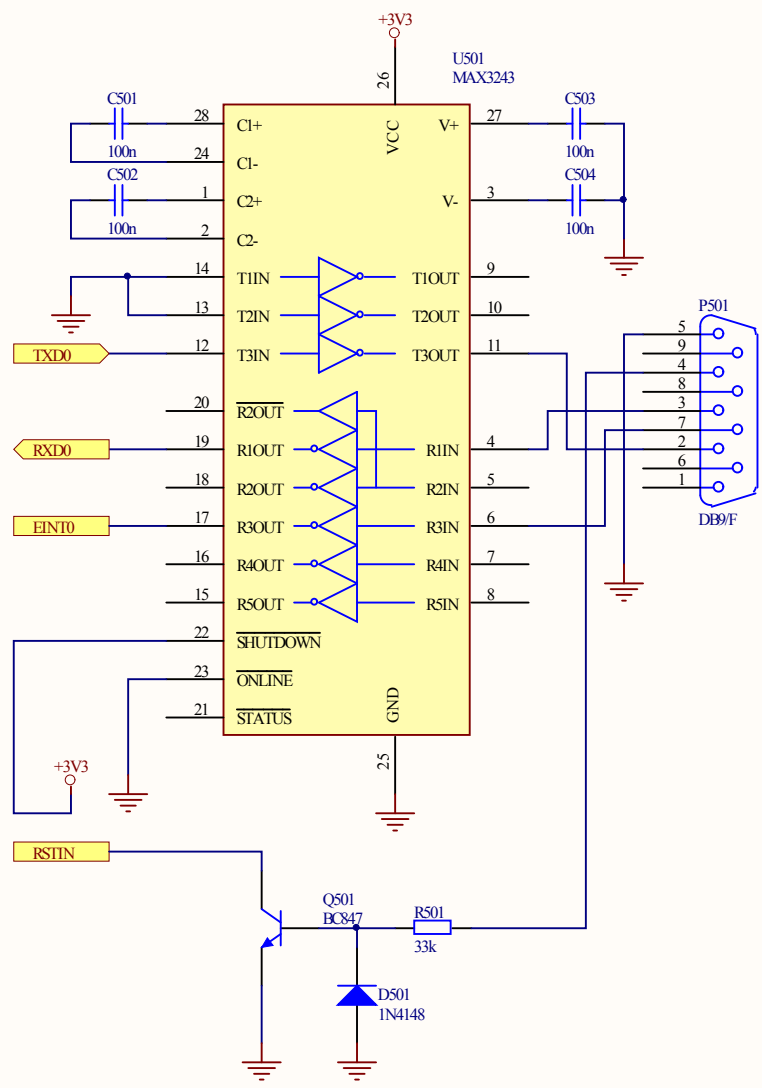 +3V3
U501
MAX3243
26
C501
28
C1+
VCC
V+
27
C503
100n
24
C1-
100n
C502
1
C2+
V-
3
C504
100n
2
C2-
100n
14
T1IN
T1OUT
9
13
T2IN
T2OUT
10
P501
TXD0
12
T3IN
T3OUT
11
5
9
4
8
3
7
2
6
1
DB9/F
20
R2OUT
RXD0
19
R1OUT
R1IN
4
18
R2OUT
R2IN
5
EINT0
17
R3OUT
R3IN
6
16
R4OUT
R4IN
7
15
R5OUT
R5IN
8
22
SHUTDOWN
23
ONLINE
21
STATUS
GND
25
+3V3
RSTIN
Q501
BC847
R501
33k
D501
1N4148